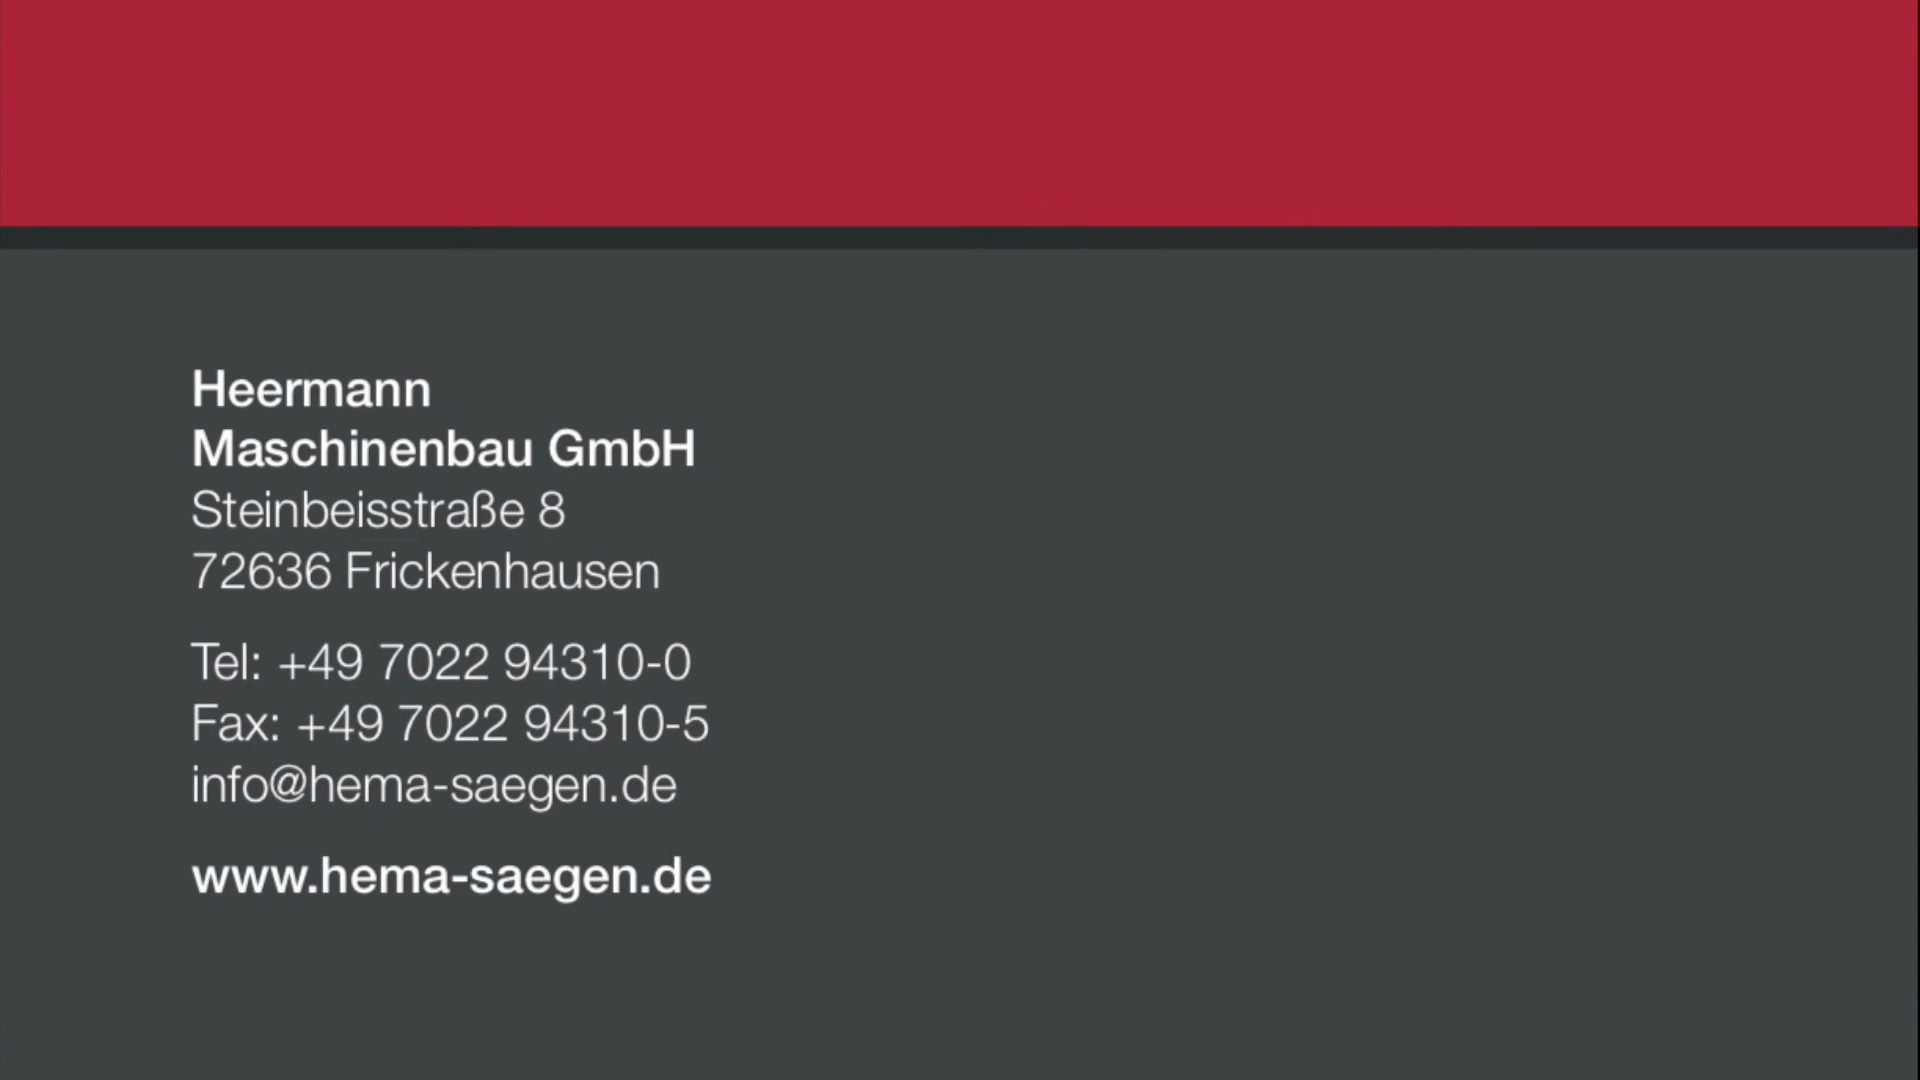 Heermann
Maschinenbau GmbH
Steinbeisstraße 8
72636 Frickenhausen
Tel: +49 7022 94310-0
Fax: +49 7022 94310-5
info@hema-saegen.de
www.hema-saegen.de